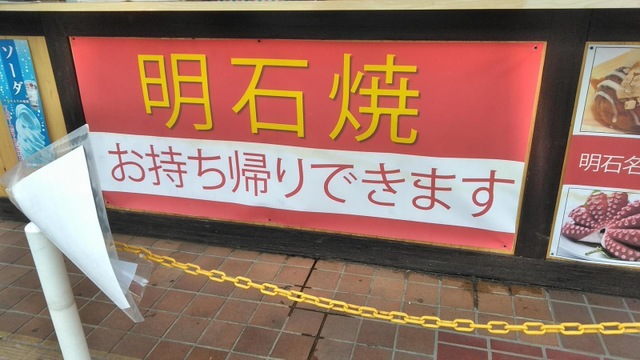 明石焼
お持ち帰りできます
ソーダ
明石名